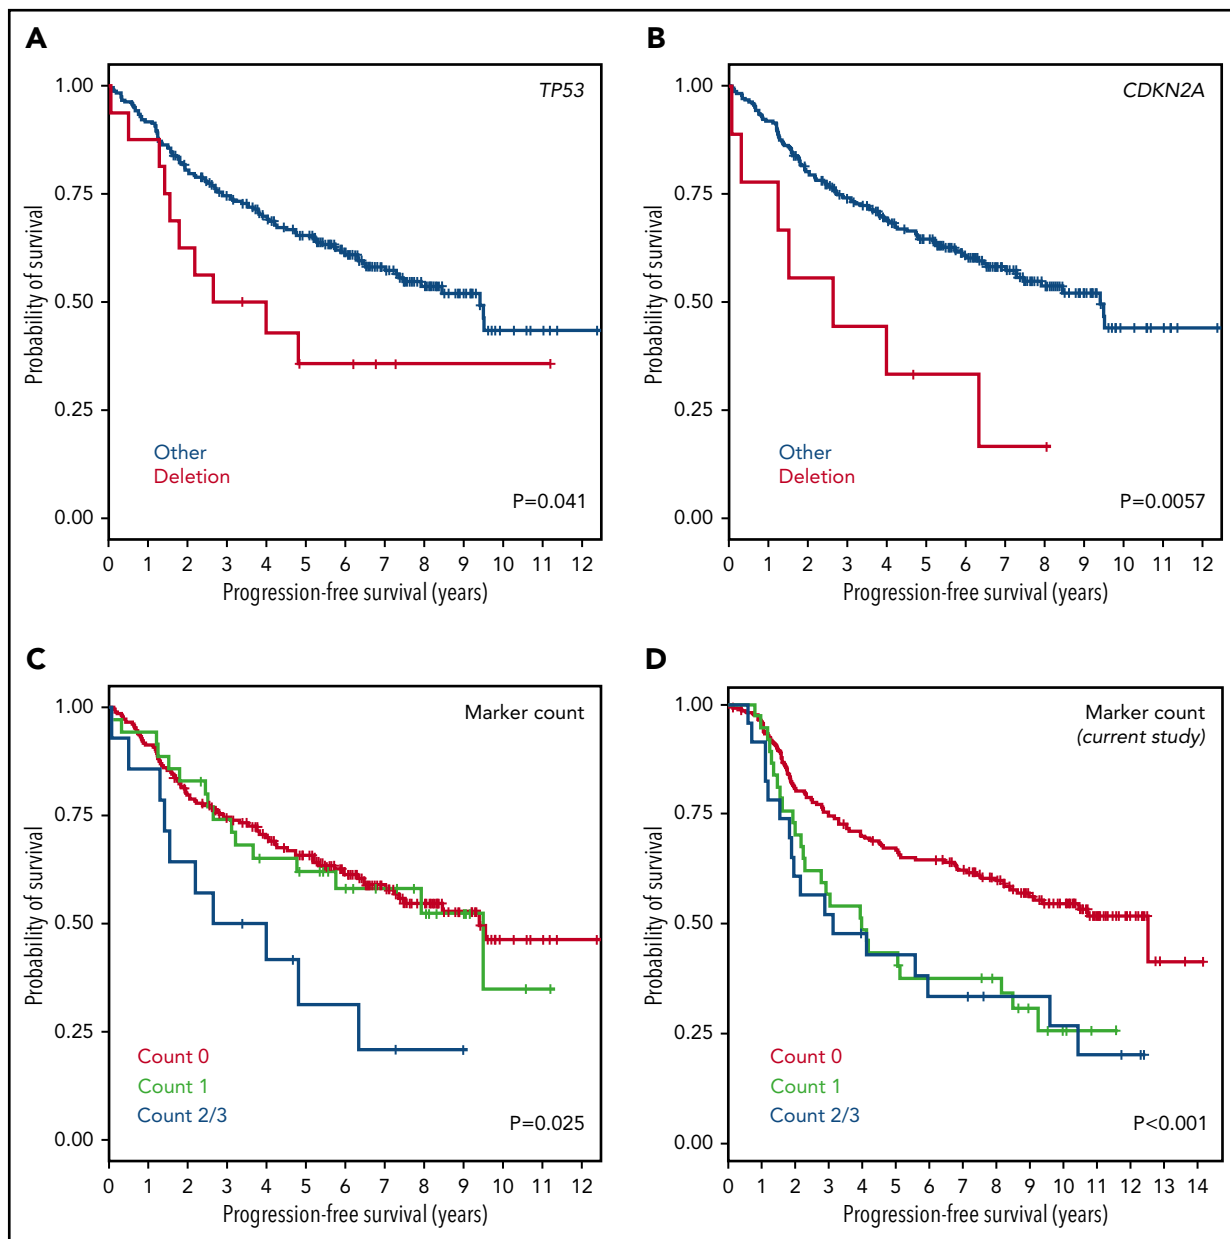 A
TP53
1.00
0.75
0.50
0.25
0.00
Probability of survival
Other
Deletion
P=0.041
0 1 2 3 4 5 6 7 8 9 10 11 12
Progression-free survival (years)
B
CDKN2A
1.00
0.75
0.50
0.25
0.00
Probability of survival
Other
Deletion
P=0.0057
0 1 2 3 4 5 6 7 8 9 10 11 12
Progression-free survival (years)
C
Marker count
1.00
0.75
0.50
0.25
0.00
Probability of survival
Count 0
Count 1
Count 2/3
P=0.025
0 1 2 3 4 5 6 7 8 9 10 11 12
Progression-free survival (years)
D
Marker count
(current study)
1.00
0.75
0.50
0.25
0.00
Probability of survival
Count 0
Count 1
Count 2/3
P<0.001
0 1 2 3 4 5 6 7 8 9 10 11 12 13 14
Progression-free survival (years)